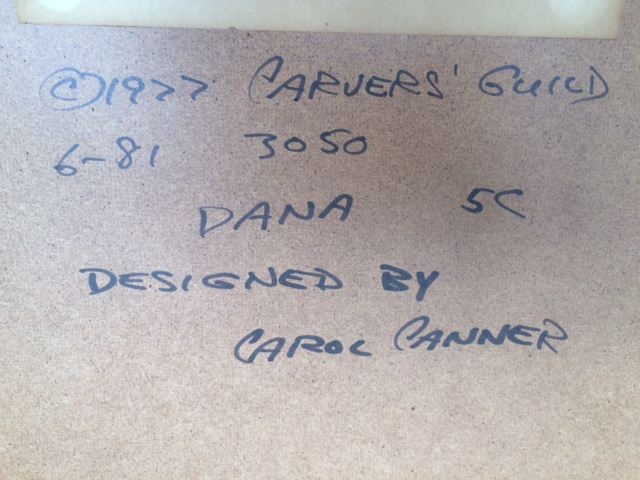 ©1977 CARVERS' GUILD
6-81 3050
DANA 5C
DESIGNED BY
CAROL CANNER